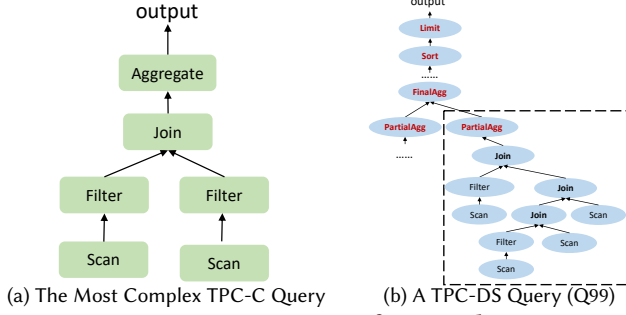 output
Aggregate
Join
Filter
Filter
Scan
Scan
(a) The Most Complex TPC-C Query
output
Limit
Sort
......
FinalAgg
PartialAgg
PartialAgg
......
Join
Filter
Join
Scan
Join
Scan
Filter
Scan
Scan
(b) A TPC-DS Query (Q99)